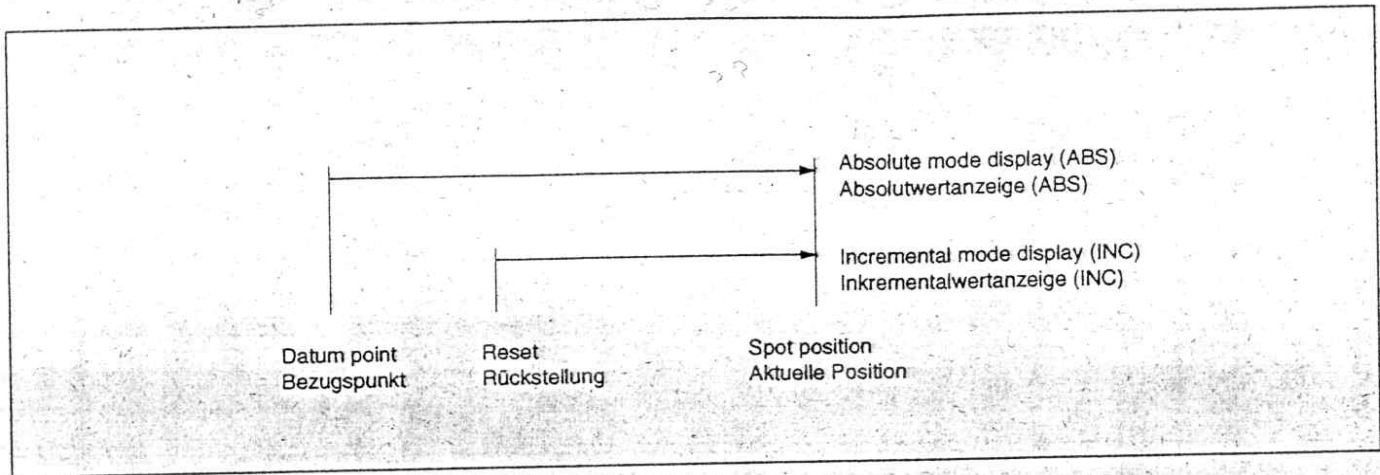 Absolute mode display (ABS)
Absolutwertanzeige (ABS)
Incremental mode display (INC)
Inkrementalwertanzeige (INC)
Datum point
Bezugspunkt
Reset
Rückstellung
Spot position
Aktuelle Position